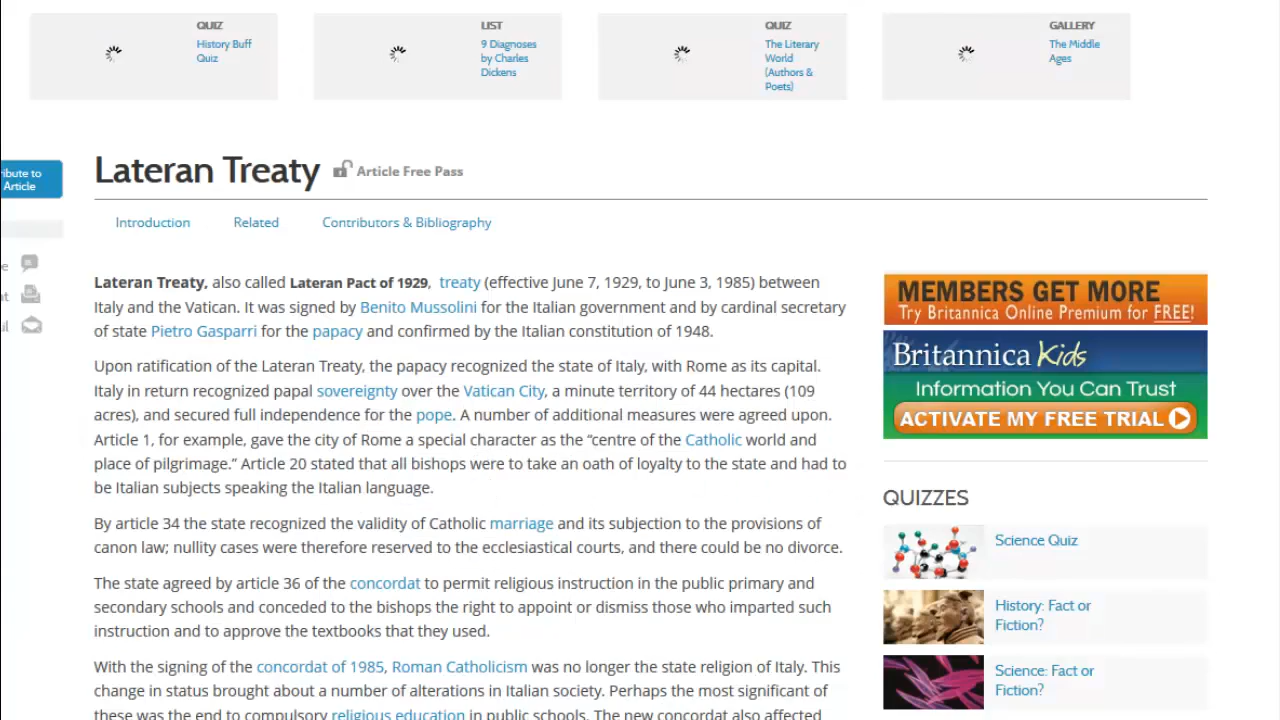 QUIZ
History Buff
Quiz
LIST
9 Diagnoses
by Charles
Dickens
QUIZ
The Literary
World
(Authors &
Poets)
GALLERY
The Middle
Ages
ribute to
Article
Lateran Treaty
Article Free Pass
Introduction
Related
Contributors & Bibliography
Lateran Treaty, also called Lateran Pact of 1929, treaty (effective June 7, 1929, to June 3, 1985) between
Italy and the Vatican. It was signed by Benito Mussolini for the Italian government and by cardinal secretary
of state Pietro Gasparri for the papacy and confirmed by the Italian constitution of 1948.
Upon ratification of the Lateran Treaty, the papacy recognized the state of Italy, with Rome as its capital.
Italy in return recognized papal sovereignty over the Vatican City, a minute territory of 44 hectares (109
acres), and secured full independence for the pope. A number of additional measures were agreed upon.
Article 1, for example, gave the city of Rome a special character as the “centre of the Catholic world and
place of pilgrimage.” Article 20 stated that all bishops were to take an oath of loyalty to the state and had to
be Italian subjects speaking the Italian language.
By article 34 the state recognized the validity of Catholic marriage and its subjection to the provisions of
canon law; nullity cases were therefore reserved to the ecclesiastical courts, and there could be no divorce.
The state agreed by article 36 of the concordat to permit religious instruction in the public primary and
secondary schools and conceded to the bishops the right to appoint or dismiss those who imparted such
instruction and to approve the textbooks that they used.
With the signing of the concordat of 1985, Roman Catholicism was no longer the state religion of Italy. This
change in status brought about a number of alterations in Italian society. Perhaps the most significant of
these was the end to compulsory religious education in public schools. The new concordat also affected
MEMBERS GET MORE
Try Britannica Online Premium for FREE!
Britannica Kids
Information You Can Trust
ACTIVATE MY FREE TRIAL
QUIZZES
Science Quiz
History: Fact or
Fiction?
Science: Fact or
Fiction?